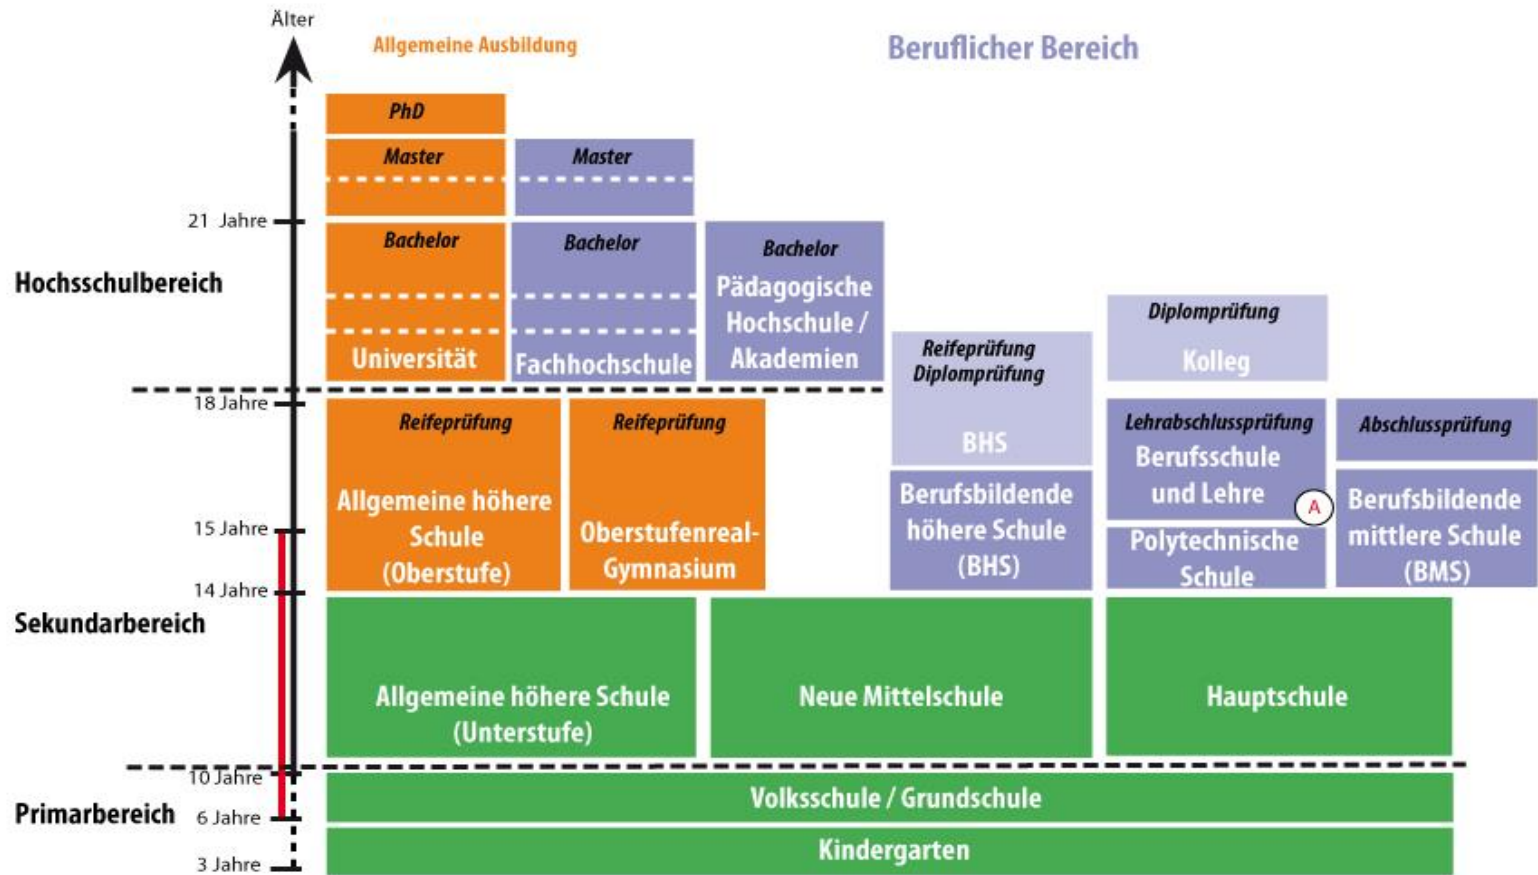 Älter
Allgemeine Ausbildung
Beruflicher Bereich
PhD
Master
Master
21 Jahre
Bachelor
Bachelor
Bachelor
Hochsschulbereich
Pädagogische
Hochschule /
Akademien
Universität
Fachhochschule
Reifeprüfung
Diplomprüfung
BHS
Diplomprüfung
Kolleg
18 Jahre
Reifeprüfung
Reifeprüfung
Lehrabschlussprüfung
Abschlussprüfung
Allgemeine höhere
Schule
(Oberstufe)
Oberstufenreal-
Gymnasium
Berufsbildende
höhere Schule
(BHS)
Berufsschule
und Lehre
A
Polytechnische
Schule
Berufsbildende
mittlere Schule
(BMS)
15 Jahre
14 Jahre
Sekundarbereich
Allgemeine höhere Schule
(Unterstufe)
Neue Mittelschule
Hauptschule
10 Jahre
Primarbereich
Volksschule / Grundschule
6 Jahre
Kindergarten
3 Jahre